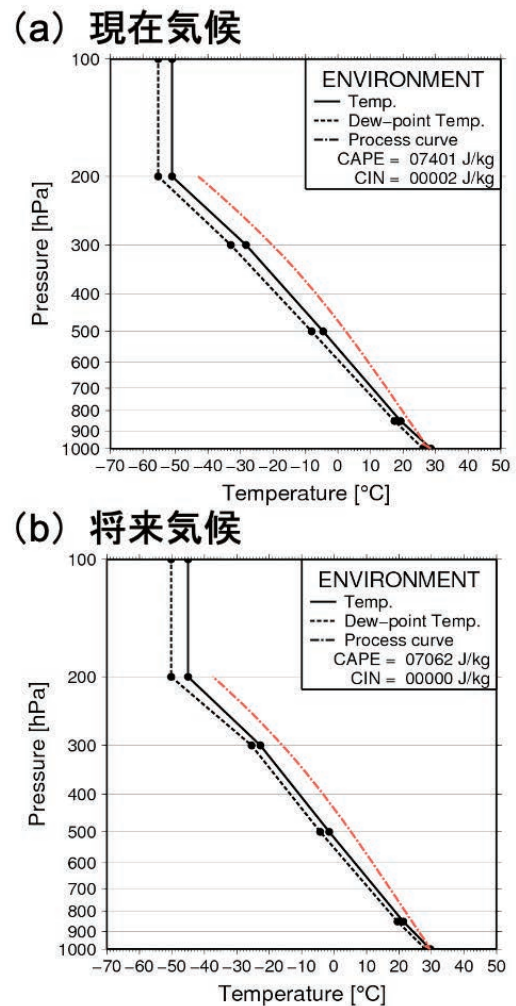 (a) 現在気候
ENVIRONMENT
Temp.
Dew-point Temp.
Process curve
CAPE = 07401 J/kg
CIN = 00002 J/kg
Pressure [hPa]
100
200
300
400
500
600
700
800
900
1000
-70 -60 -50 -40 -30 -20 -10 0 10 20 30 40 50
Temperature [°C]
(b) 将来気候
ENVIRONMENT
Temp.
Dew-point Temp.
Process curve
CAPE = 07062 J/kg
CIN = 00000 J/kg
Pressure [hPa]
100
200
300
400
500
600
700
800
900
1000
-70 -60 -50 -40 -30 -20 -10 0 10 20 30 40 50
Temperature [°C]